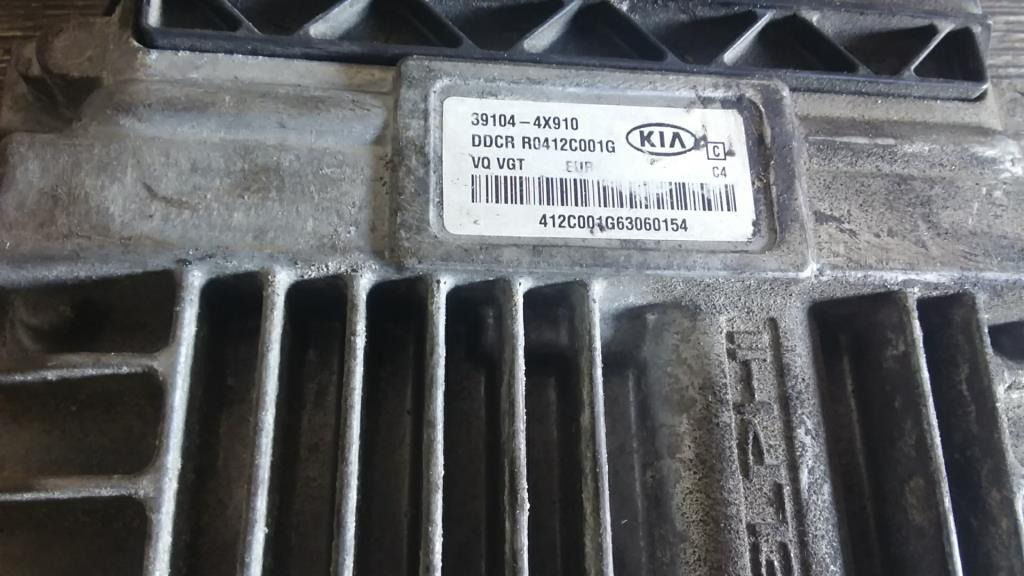 39104-4X910
DDCR R0412C001G
KIA
C
VQ VGT EUR
C4
412C001G63060154